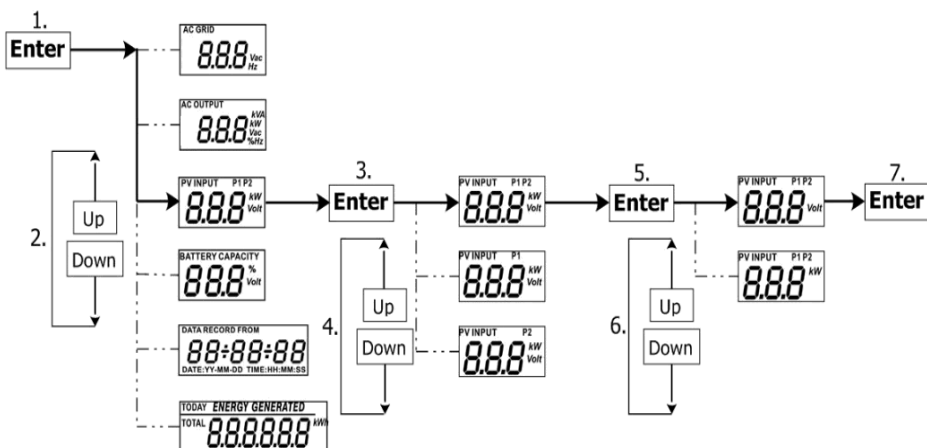 1.
Enter
AC GRID
8.8.8 Vac
Hz
AC OUTPUT
kVA
kW
8.8.8 Vac
%Hz
2.
Up
Down
PV INPUT P1 P2
8.8.8 kW
Volt
BATTERY CAPACITY
8.8.8 %
Volt
DATA RECORD FROM
88:88:88
DATE:YY-MM-DD TIME:HH:MM:SS
TODAY ENERGY GENERATED
TOTAL 8.8.8.8.8.8 kWh
3.
Enter
4.
Up
Down
PV INPUT P1 P2
8.8.8 kW
Volt
PV INPUT P1
8.8.8 kW
Volt
PV INPUT P2
8.8.8 kW
Volt
5.
Enter
6.
Up
Down
PV INPUT P1 P2
8.8.8 Volt
PV INPUT P1 P2
8.8.8 kW
7.
Enter